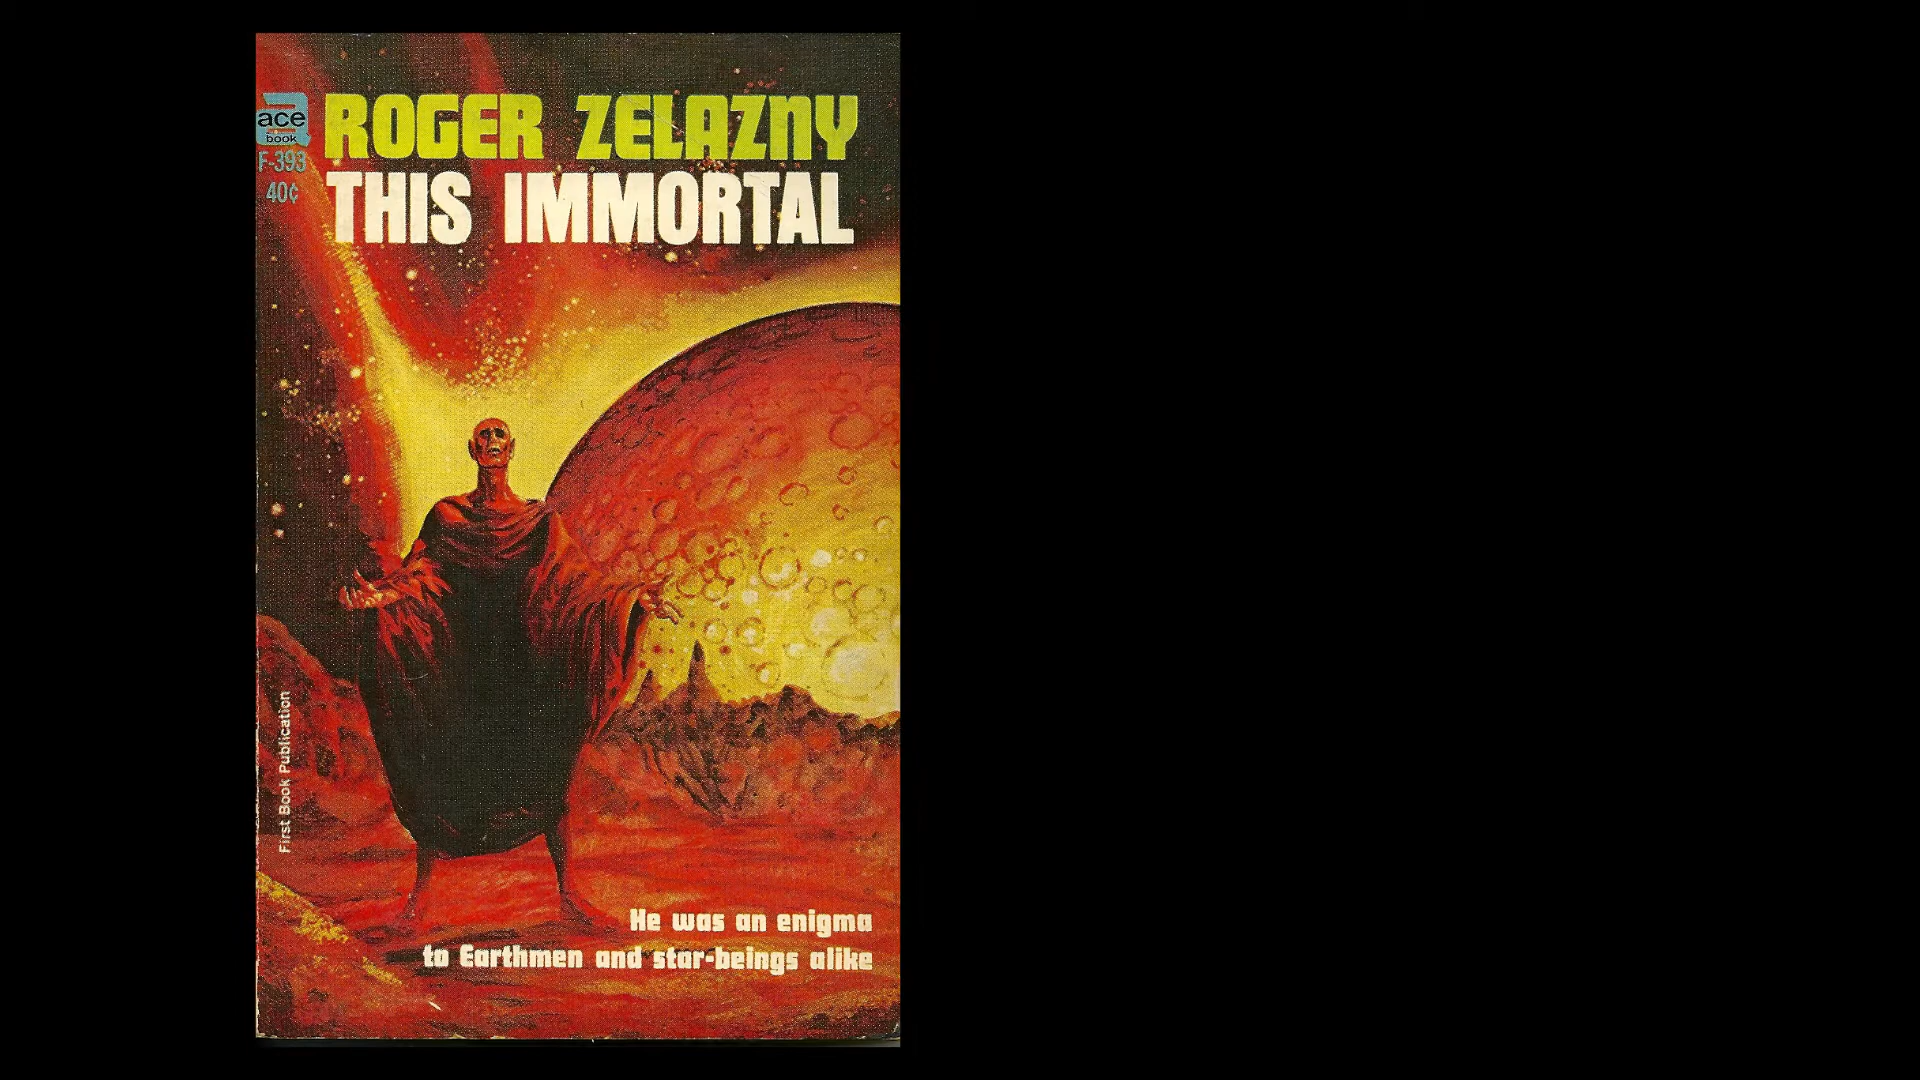 ace
book
F-393
40¢
ROGER ZELAZNY
THIS IMMORTAL
First Book Publication
He was an enigma
to Earthmen and star-beings alike